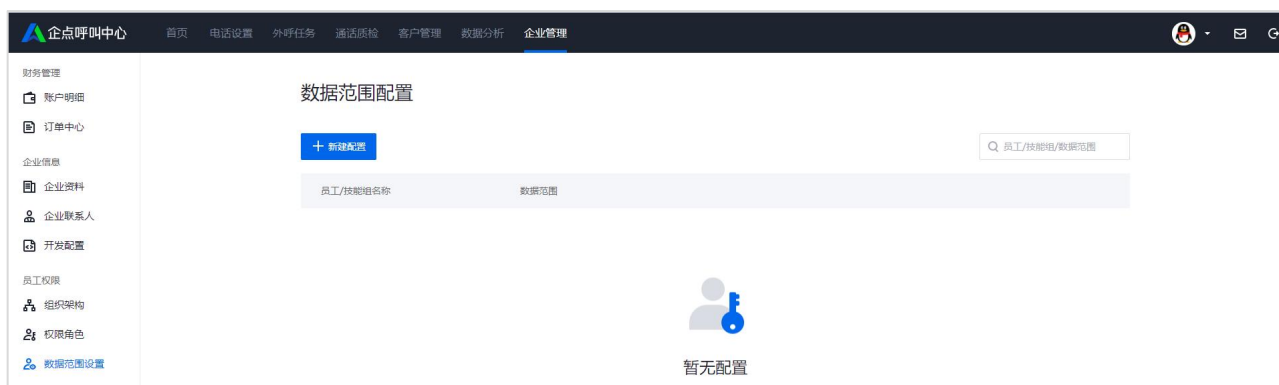 企点呼叫中心 首页 电话设置 外呼任务 通话质检 客户管理 数据分析 企业管理
财务管理
账户明细
订单中心
企业信息
企业资料
企业联系人
开发配置
员工权限
组织架构
权限角色
数据范围设置
数据范围配置
新建配置
员工/技能组/数据范围
员工/技能组名称 数据范围
暂无配置